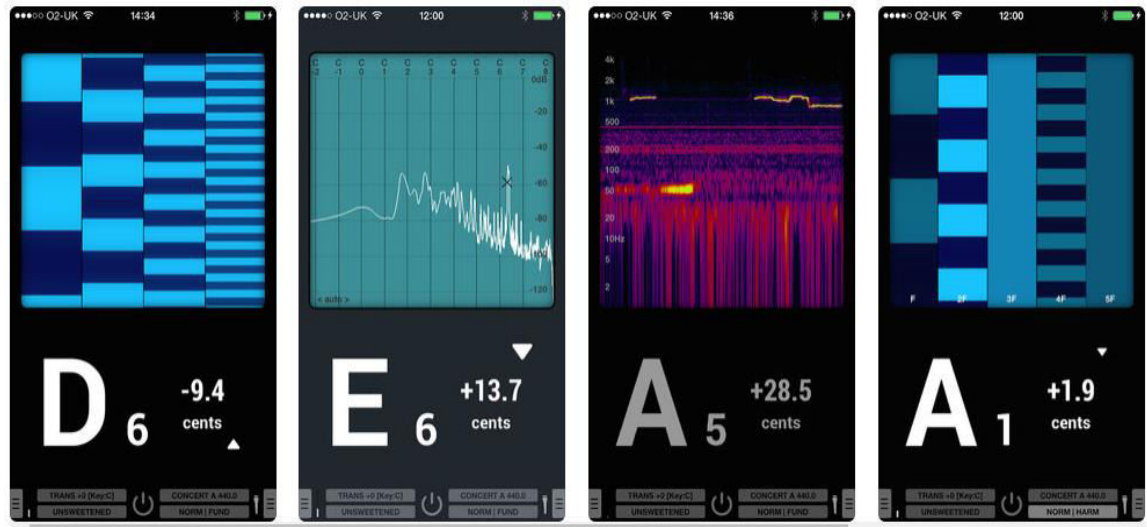 O2-UK 14:34
D 6 -9.4
cents
TRANS +0 [Key:C] CONCERT A 440.0
UNSWEETENED NORM | FUND
O2-UK 12:00
C C C C C C C C C C C
-2 -1 0 1 2 3 4 5 6 7 8
0dB
-20
-40
-60
-80
-100
-120
< auto >
E 6 +13.7
cents
TRANS +0 [Key:C] CONCERT A 440.0
UNSWEETENED NORM | FUND
O2-UK 14:36
4k
2k
1k
500
200
100
50
20
10Hz
5
2
A 5 +28.5
cents
TRANS +0 [Key:C] CONCERT A 440.0
UNSWEETENED NORM | FUND
O2-UK 12:00
F 2F 3F 4F 5F
A 1 +1.9
cents
TRANS +0 [Key:C] CONCERT A 440.0
UNSWEETENED NORM | HARM